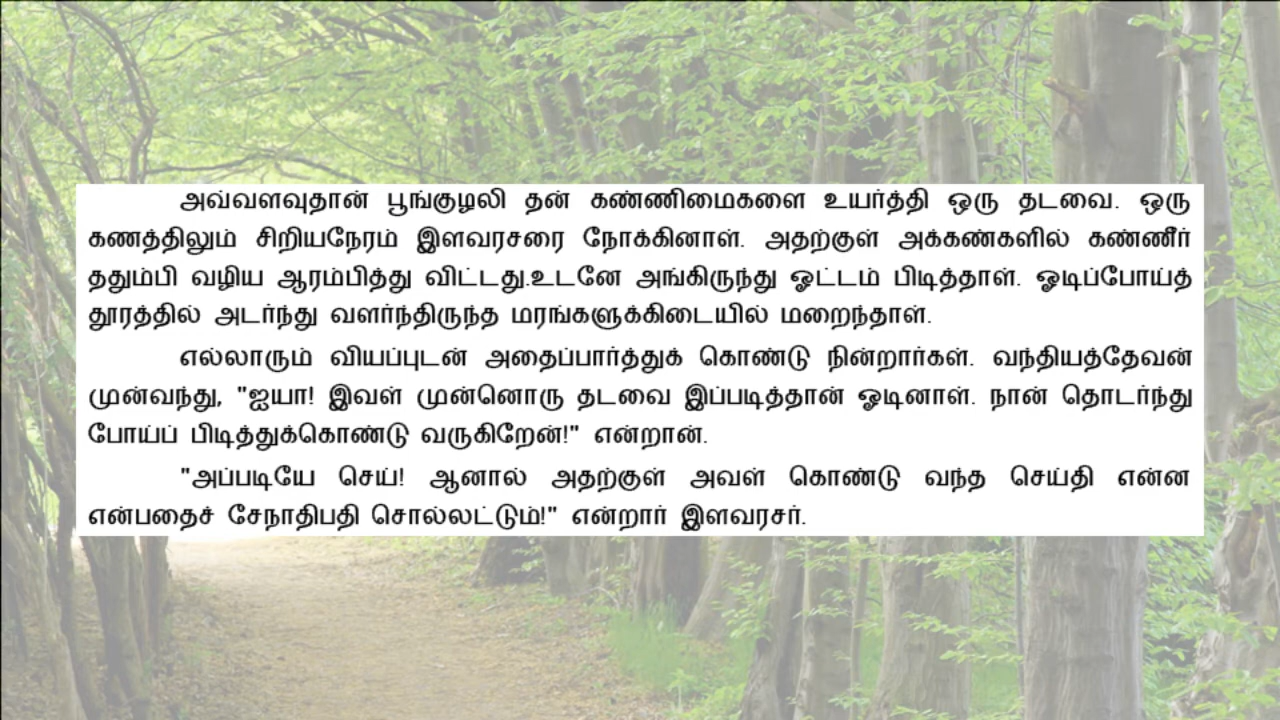 அவ்வளவுதான் பூங்குழலி தன் கண்ணிமைகளை உயர்த்தி ஒரு தடவை. ஒரு
கணத்திலும் சிறியநேரம் இளவரசரை நோக்கினாள். அதற்குள் அக்கண்களில் கண்ணீர்
ததும்பி வழிய ஆரம்பித்து விட்டது.உடனே அங்கிருந்து ஓட்டம் பிடித்தாள். ஓடிப்போய்த்
தூரத்தில் அடர்ந்து வளர்ந்திருந்த மரங்களுக்கிடையில் மறைந்தாள்.
எல்லாரும் வியப்புடன் அதைப்பார்த்துக் கொண்டு நின்றார்கள். வந்தியத்தேவன்
முன்வந்து, "ஐயா! இவள் முன்னொரு தடவை இப்படித்தான் ஓடினாள். நான் தொடர்ந்து
போய்ப் பிடித்துக்கொண்டு வருகிறேன்!" என்றான்.
"அப்படியே செய்! ஆனால் அதற்குள் அவள் கொண்டு வந்த செய்தி என்ன
என்பதைச் சேநாதிபதி சொல்லட்டும்!" என்றார் இளவரசர்.